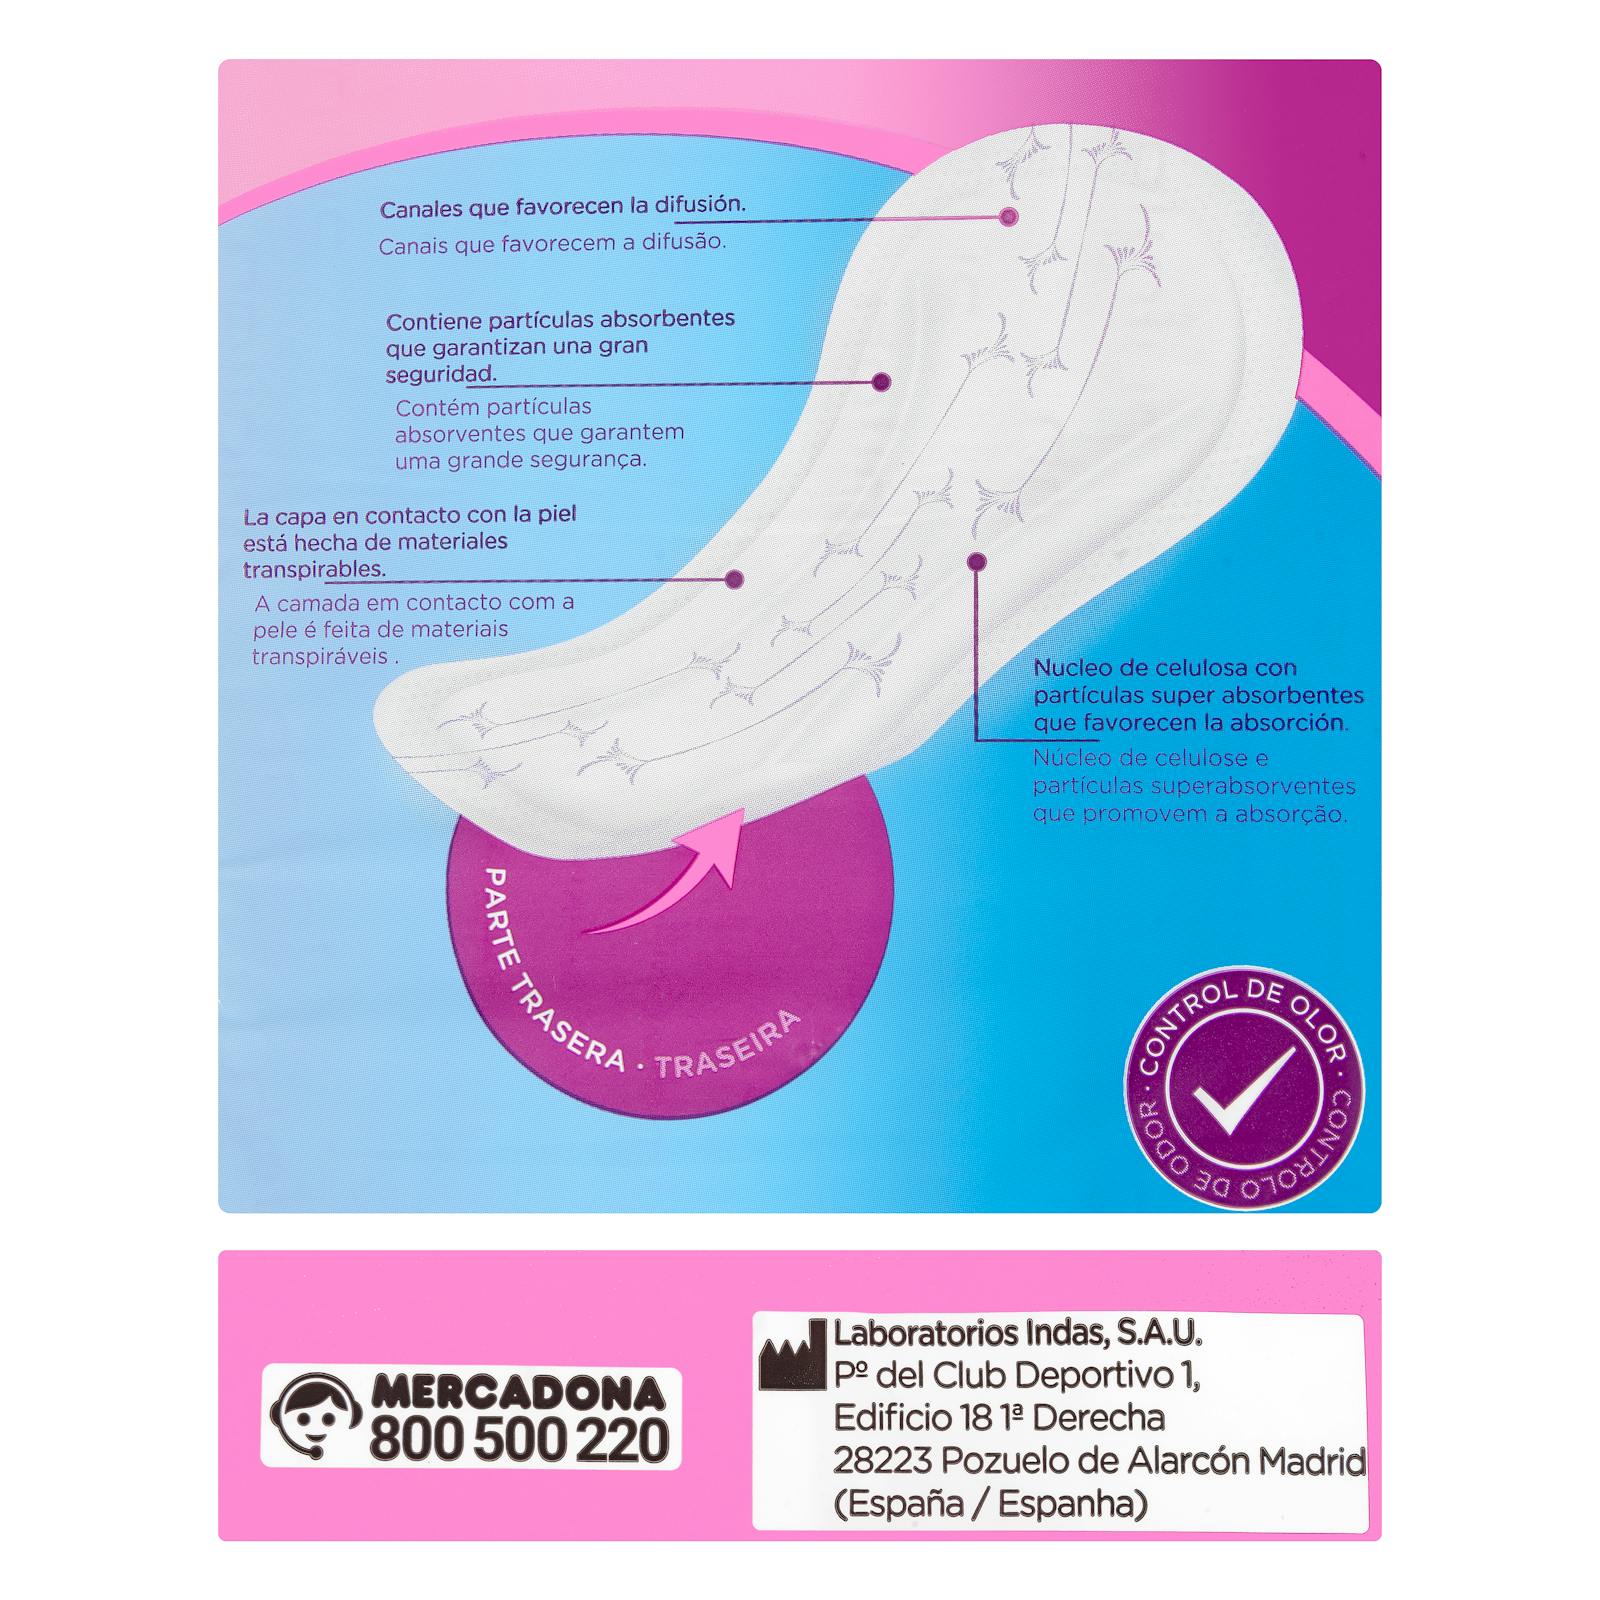 Canales que favorecen la difusión.
Canais que favorecem a difusão.
Contiene partículas absorbentes
que garantizan una gran
seguridad.
Contém partículas
absorventes que garantem
uma grande segurança.
La capa en contacto con la piel
está hecha de materiales
transpirables.
A camada em contacto com a
pele é feita de materiais
transpiráveis .
Nucleo de celulosa con
partículas super absorbentes
que favorecen la absorción.
Núcleo de celulose e
partículas superabsorventes
que promovem a absorção.
PARTE TRASERA · TRASEIRA
CONTROL DE OLOR · CONTROLO DE ODOR ·
MERCADONA
800 500 220
Laboratorios Indas, S.A.U.
Pº del Club Deportivo 1,
Edificio 18 1ª Derecha
28223 Pozuelo de Alarcón Madrid
(España / Espanha)